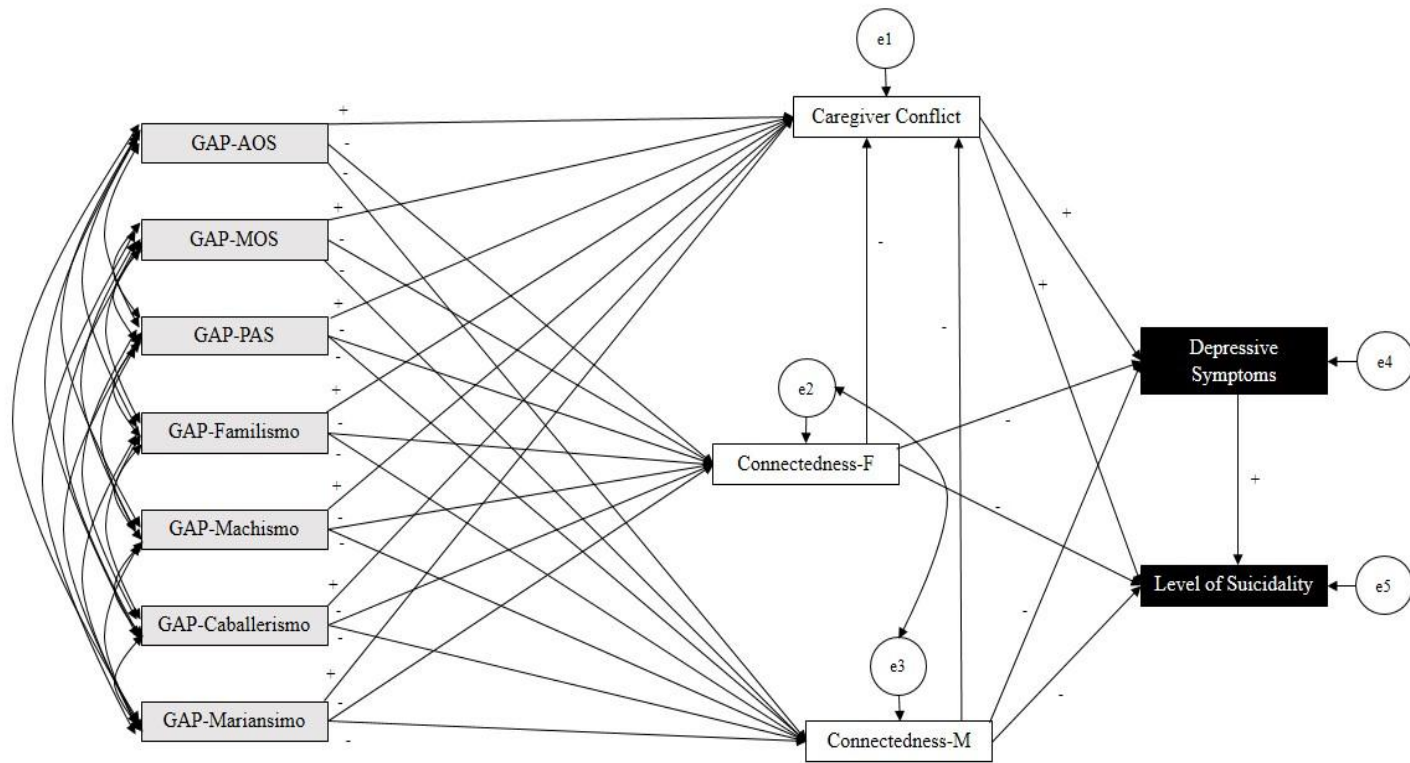 e1
Caregiver Conflict
+
GAP-AOS
-
-
+
GAP-MOS
-
-
+
GAP-PAS
-
-
+
GAP-Familismo
-
-
+
GAP-Machismo
-
-
+
GAP-Caballerismo
-
-
+
GAP-Mariansimo
-
-
e2
Connectedness-F
e3
Connectedness-M
-
-
+
+
-
-
-
-
Depressive
Symptoms
e4
+
Level of Suicidality
e5